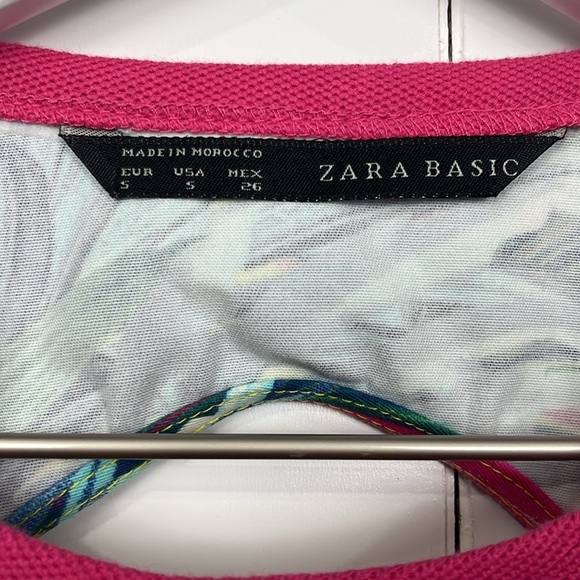 MADE IN MOROCCO
EUR USA MEX
S S 26
ZARA BASIC